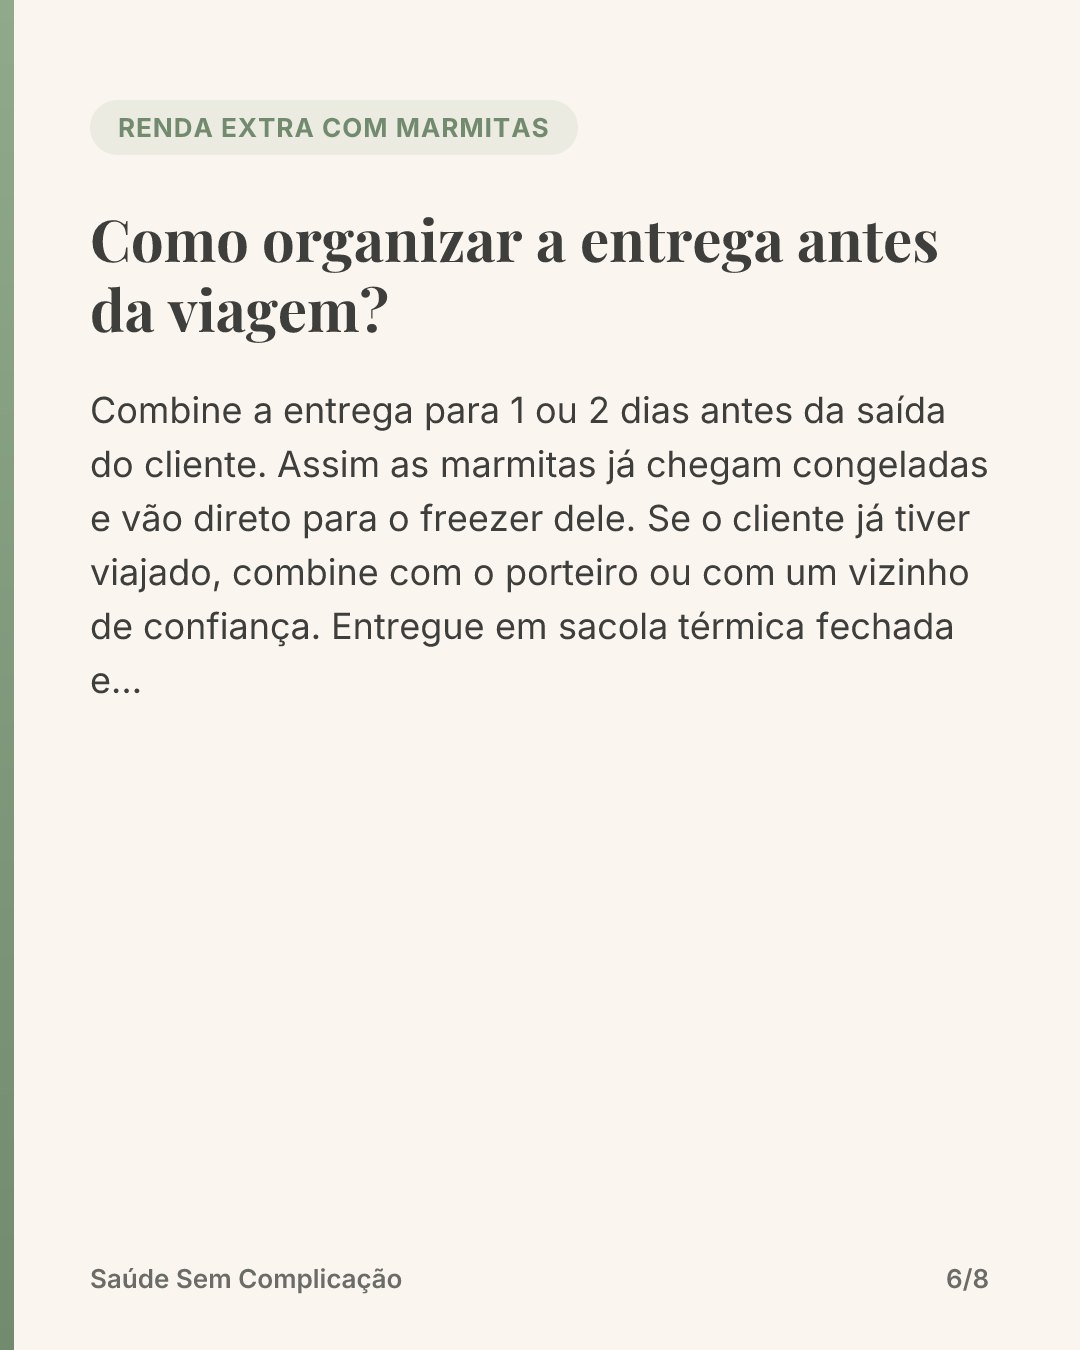 RENDA EXTRA COM MARMITAS
Como organizar a entrega antes
da viagem?
Combine a entrega para 1 ou 2 dias antes da saída
do cliente. Assim as marmitas já chegam congeladas
e vão direto para o freezer dele. Se o cliente já tiver
viajado, combine com o porteiro ou com um vizinho
de confiança. Entregue em sacola térmica fechada
e...
Saúde Sem Complicação
6/8